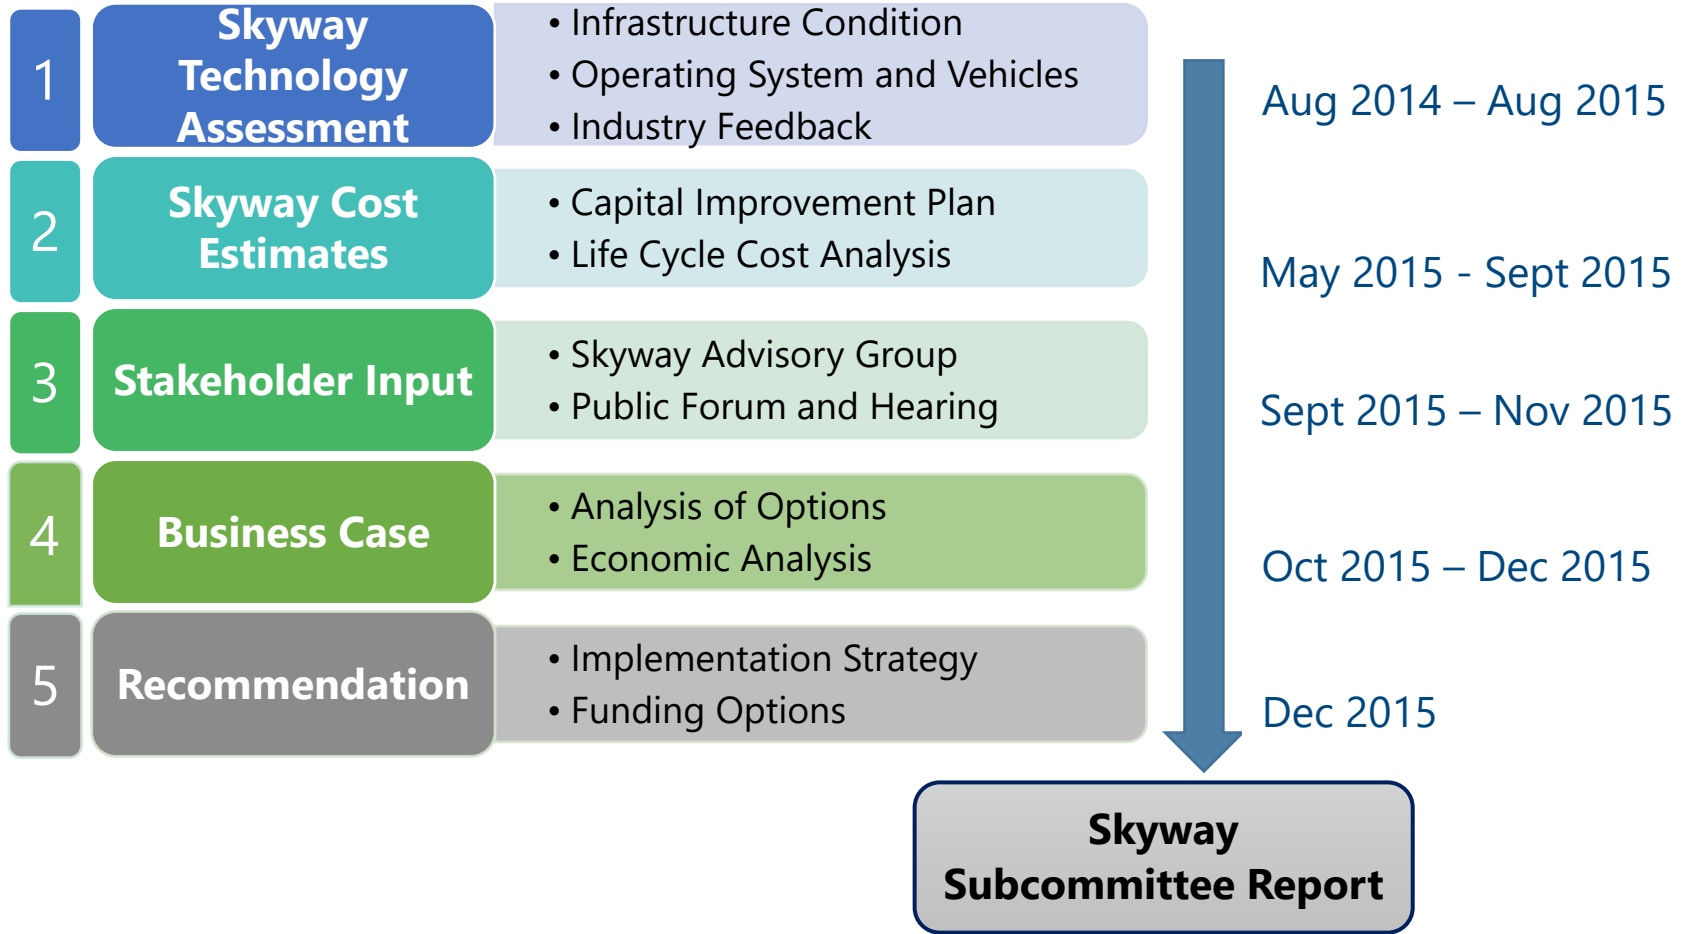 1
Skyway
Technology
Assessment
• Infrastructure Condition
• Operating System and Vehicles
• Industry Feedback
Aug 2014 – Aug 2015
2
Skyway Cost
Estimates
• Capital Improvement Plan
• Life Cycle Cost Analysis
May 2015 - Sept 2015
3
Stakeholder Input
• Skyway Advisory Group
• Public Forum and Hearing
Sept 2015 – Nov 2015
4
Business Case
• Analysis of Options
• Economic Analysis
Oct 2015 – Dec 2015
5
Recommendation
• Implementation Strategy
• Funding Options
Dec 2015
Skyway
Subcommittee Report